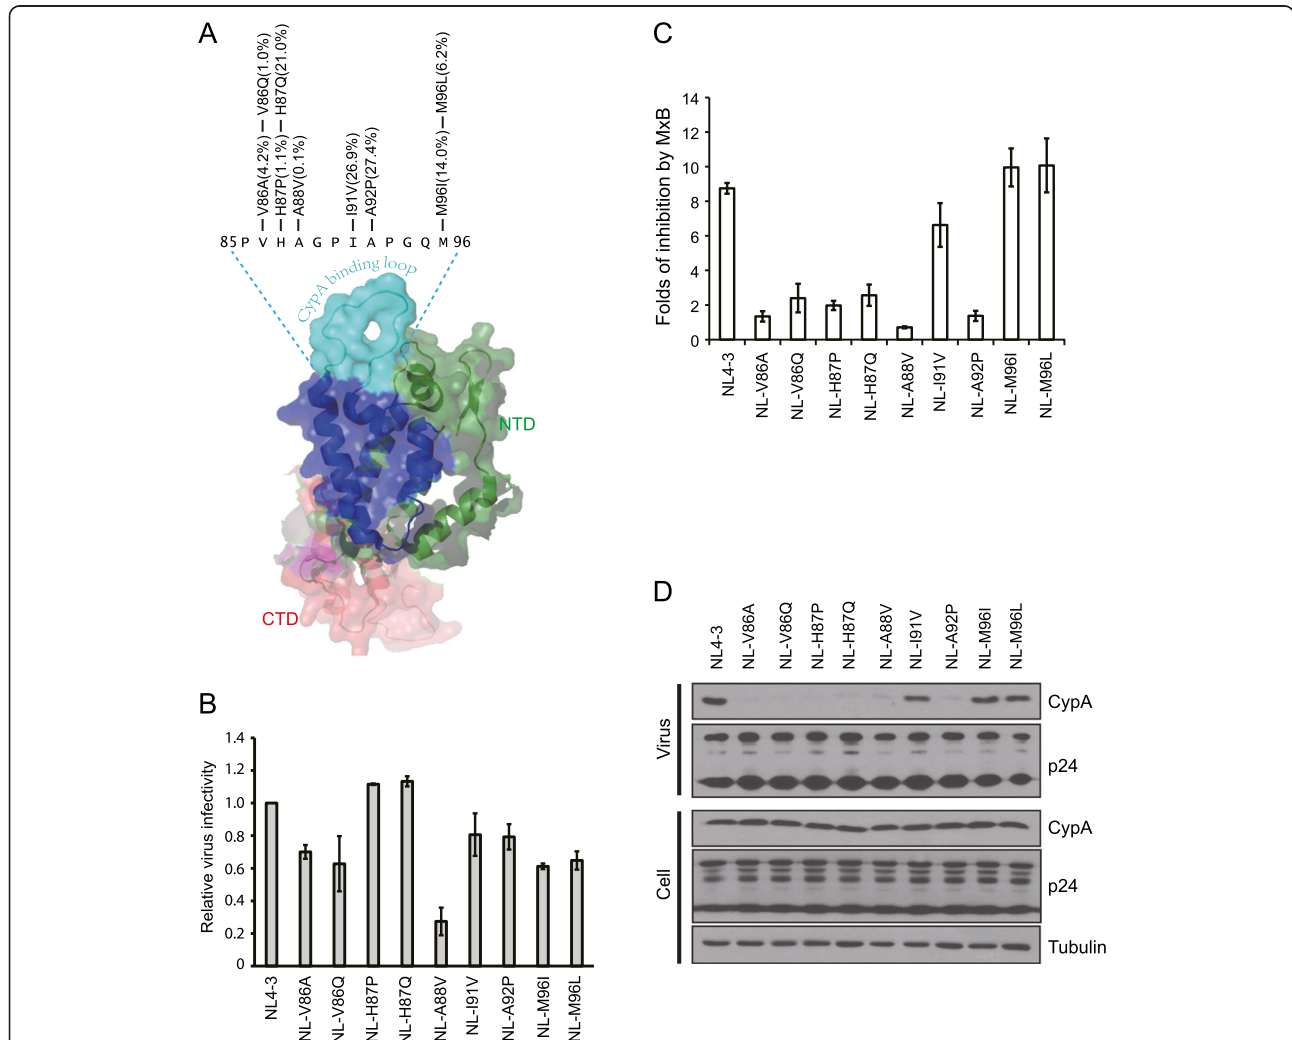 A
V86A(4.2%)—V86Q(1.0%)
H87P(1.1%)—H87Q(21.0%)
A88V(0.1%)
I91V(26.9%)
A92P(27.4%)
M96I(14.0%)—M96L(6.2%)
85 P V H A G P I A P G Q M 96
CypA binding loop
NTD
CTD
B
Relative virus infectivity
1.4
1.2
1.0
0.8
0.6
0.4
0.2
0
NL4-3
NL-V86A
NL-V86Q
NL-H87P
NL-H87Q
NL-A88V
NL-I91V
NL-A92P
NL-M96I
NL-M96L
C
Folds of inhibition by MxB
14
12
10
8
6
4
2
0
NL4-3
NL-V86A
NL-V86Q
NL-H87P
NL-H87Q
NL-A88V
NL-I91V
NL-A92P
NL-M96I
NL-M96L
D
NL4-3
NL-V86A
NL-V86Q
NL-H87P
NL-H87Q
NL-A88V
NL-I91V
NL-A92P
NL-M96I
NL-M96L
Virus
CypA
p24
Cell
CypA
p24
Tubulin